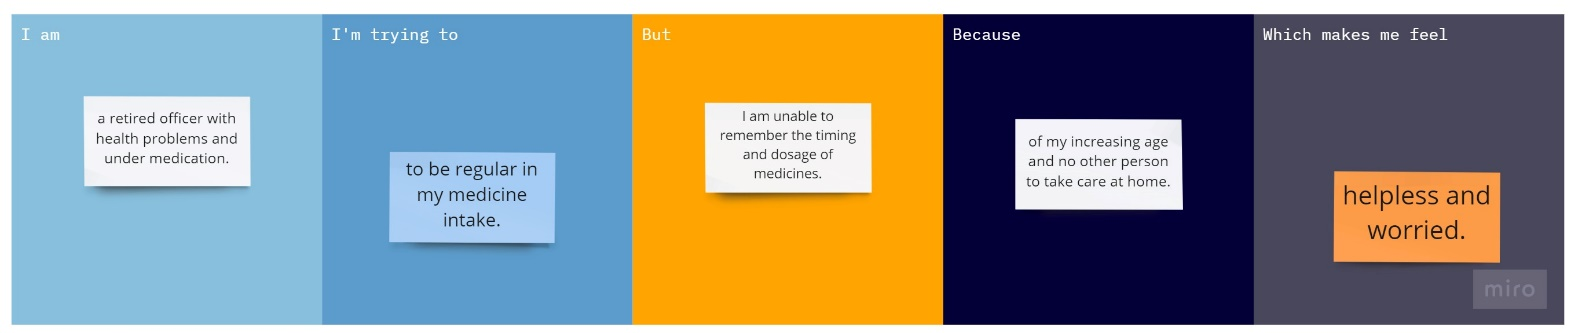 I am
a retired officer with
health problems and
under medication.
I'm trying to
to be regular in
my medicine
intake.
But
I am unable to
remember the timing
and dosage of
medicines.
Because
of my increasing age
and no other person
to take care at home.
Which makes me feel
helpless and
worried.
miro